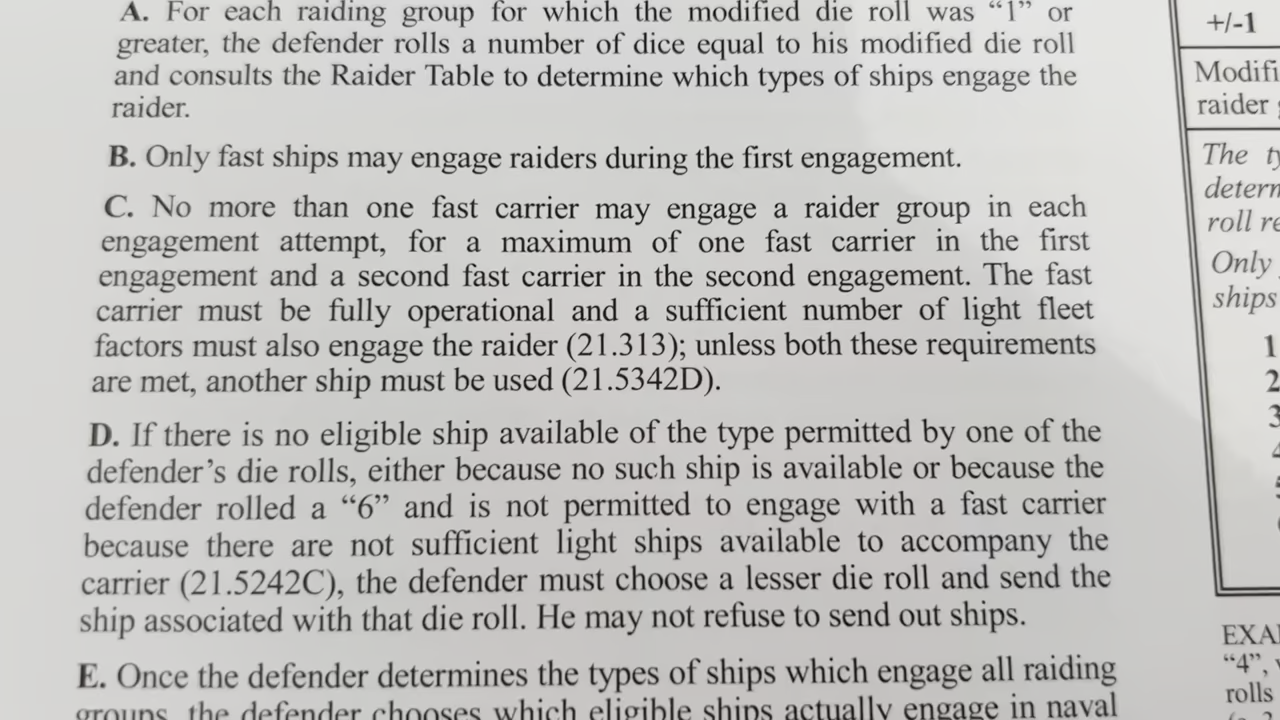 A. For each raiding group for which the modified die roll was “1” or
greater, the defender rolls a number of dice equal to his modified die roll
and consults the Raider Table to determine which types of ships engage the
raider.
B. Only fast ships may engage raiders during the first engagement.
C. No more than one fast carrier may engage a raider group in each
engagement attempt, for a maximum of one fast carrier in the first
engagement and a second fast carrier in the second engagement. The fast
carrier must be fully operational and a sufficient number of light fleet
factors must also engage the raider (21.313); unless both these requirements
are met, another ship must be used (21.5342D).
D. If there is no eligible ship available of the type permitted by one of the
defender’s die rolls, either because no such ship is available or because the
defender rolled a “6” and is not permitted to engage with a fast carrier
because there are not sufficient light ships available to accompany the
carrier (21.5242C), the defender must choose a lesser die roll and send the
ship associated with that die roll. He may not refuse to send out ships.
E. Once the defender determines the types of ships which engage all raiding
groups, the defender chooses which eligible ships actually engage in naval
+/-1
Modifi
raider
The ty
determ
roll re
Only
ships
1
2
3
EXA
“4”,
rolls